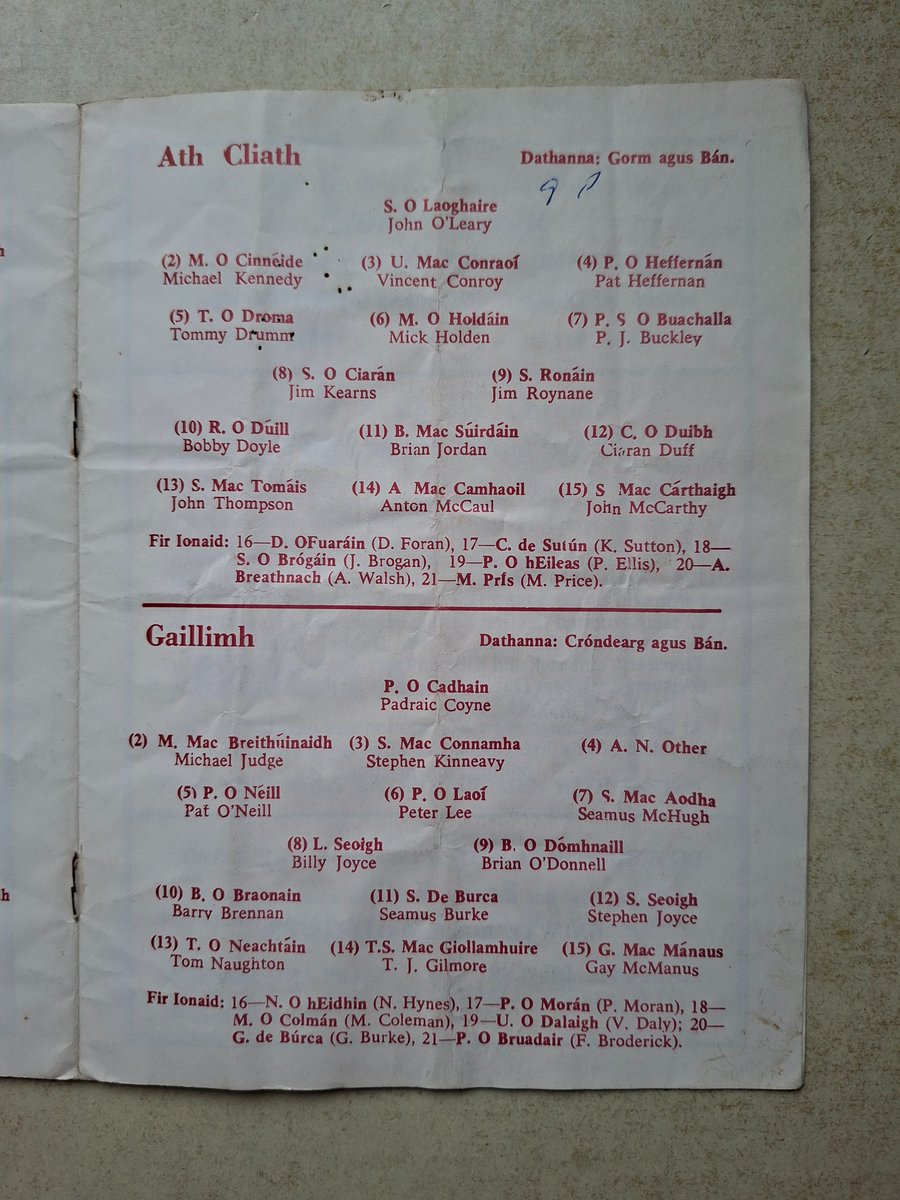 Ath Cliath Dathanna: Gorm agus Bán.
S. O Laoghaire
John O'Leary
(2) M. O Cinnéide (3) U. Mac Conraoí (4) P. O Heffernán
Michael Kennedy Vincent Conroy Pat Heffernan
(5) T. O Droma (6) M. O Holdáin (7) P. S O Buachalla
Tommy Drumm Mick Holden P. J. Buckley
(8) S. O Ciarán (9) S. Ronáin
Jim Kearns Jim Roynane
(10) R. O Dúill (11) B. Mac Súirdáin (12) C. O Duibh
Bobby Doyle Brian Jordan Ciaran Duff
(13) S. Mac Tomáis (14) A Mac Camhaoil (15) S Mac Cárthaigh
John Thompson Anton McCaul John McCarthy
Fir Ionaid: 16—D. OFuaráin (D. Foran), 17—C. de Sutún (K. Sutton), 18—
S. O Brógáin (J. Brogan), 19—P. O hEileas (P. Ellis), 20—A.
Breathnach (A. Walsh), 21—M. Prís (M. Price).
Gaillimh Dathanna: Cróndearg agus Bán.
P. O Cadhain
Padraic Coyne
(2) M. Mac Breithúinaidh (3) S. Mac Connamha (4) A. N. Other
Michael Judge Stephen Kinneavy
(5) P. O Néill (6) P. O Laoí (7) S. Mac Aodha
Pat O'Neill Peter Lee Seamus McHugh
(8) L. Seoigh (9) B. O Dómhnaill
Billy Joyce Brian O'Donnell
(10) B. O Braonain (11) S. De Burca (12) S. Seoigh
Barry Brennan Seamus Burke Stephen Joyce
(13) T. O Neachtáin (14) T.S. Mac Giollamhuire (15) G. Mac Mánaus
Tom Naughton T. J. Gilmore Gay McManus
Fir Ionaid: 16—N. O hEidhin (N. Hynes), 17—P. O Morán (P. Moran), 18—
M. O Colmán (M. Coleman), 19—U. O Dalaigh (V. Daly); 20—
G. de Búrca (G. Burke), 21—P. O Bruadair (F. Broderick).